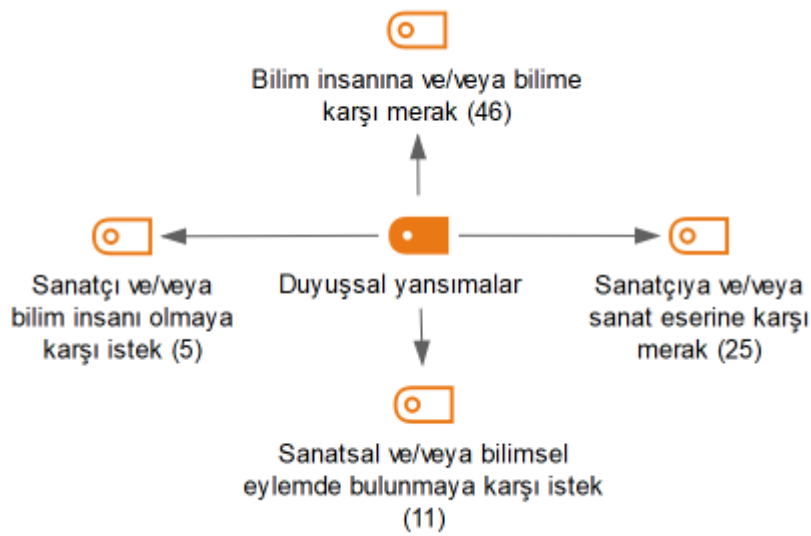 Bilim insanına ve/veya bilime
karşı merak (46)
Sanatçı ve/veya
bilim insanı olmaya
karşı istek (5)
Duyuşsal yansımalar
Sanatçıya ve/veya
sanat eserine karşı
merak (25)
Sanatsal ve/veya bilimsel
eylemde bulunmaya karşı istek
(11)